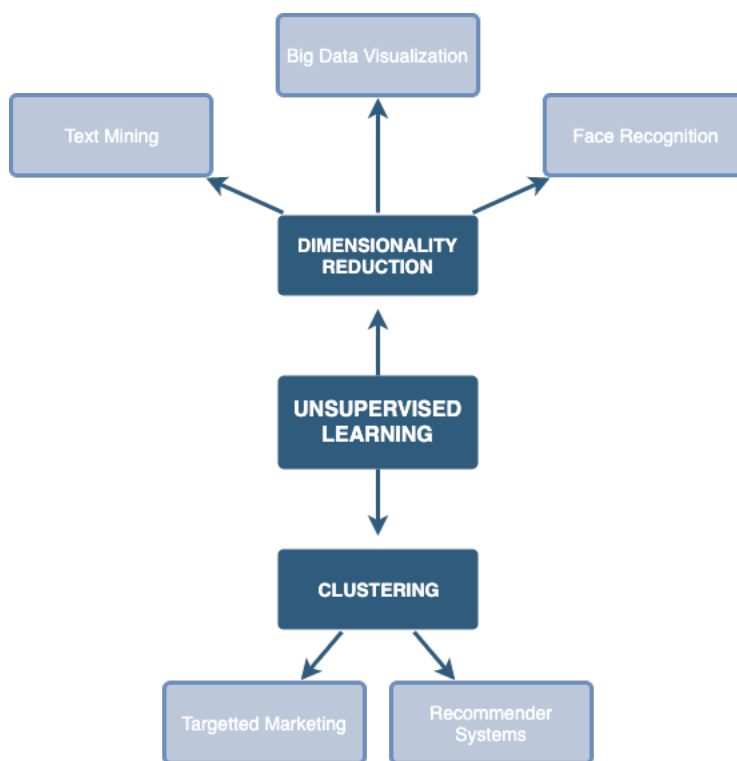 Big Data Visualization
Text Mining
Face Recognition
DIMENSIONALITY
REDUCTION
UNSUPERVISED
LEARNING
CLUSTERING
Targetted Marketing
Recommender
Systems